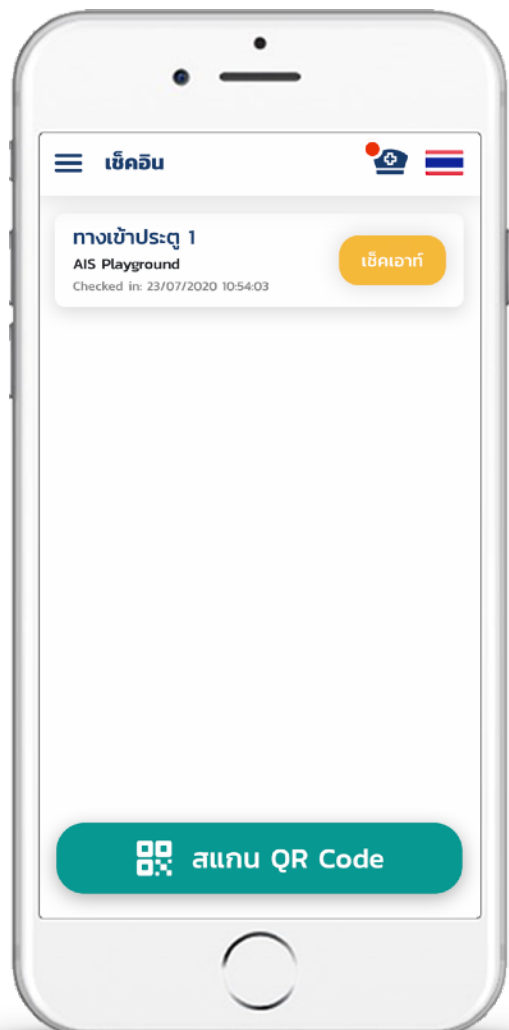 เช็คอิน
ทางเข้าประตู 1
AIS Playground
Checked in: 23/07/2020 10:54:03
เช็คเอาท์
สแกน QR Code